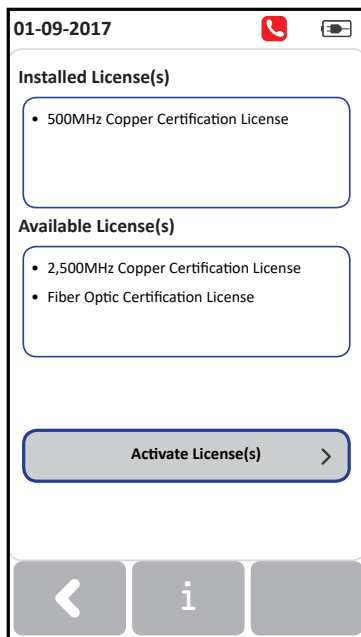 01-09-2017
Installed License(s)
• 500MHz Copper Certification License
Available License(s)
• 2,500MHz Copper Certification License
• Fiber Optic Certification License
Activate License(s)
i